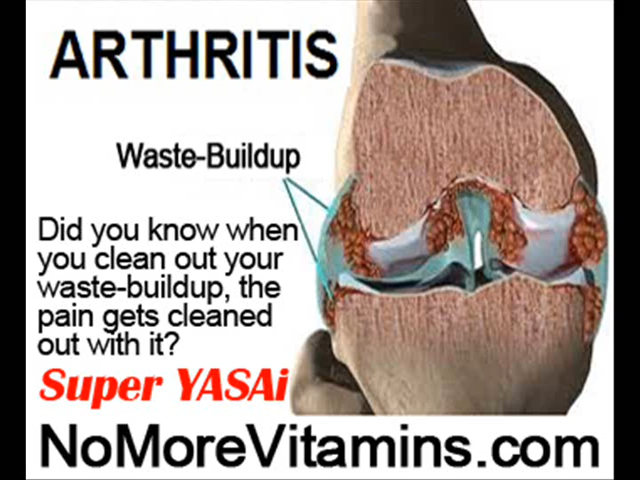 ARTHRITIS
Waste-Buildup
Did you know when
you clean out your
waste-buildup, the
pain gets cleaned
out with it?
Super YASAi
NoMoreVitamins.com